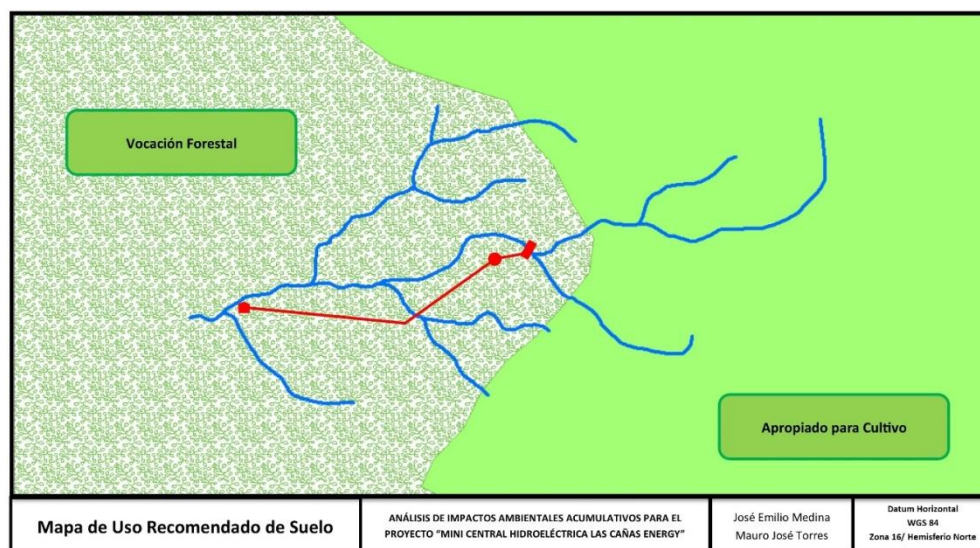 Vocación Forestal
Apropiado para Cultivo
Mapa de Uso Recomendado de Suelo
ANÁLISIS DE IMPACTOS AMBIENTALES ACUMULATIVOS PARA EL
PROYECTO “MINI CENTRAL HIDROELÉCTRICA LAS CAÑAS ENERGY”
José Emilio Medina
Mauro José Torres
Datum Horizontal
WGS 84
Zona 16/ Hemisferio Norte